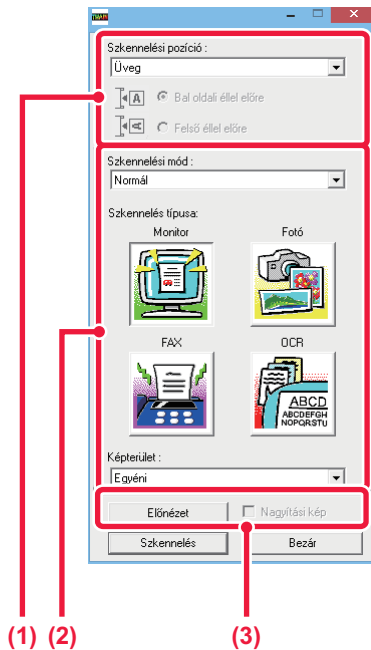 TWAIN
Szkennelési pozíció :
Üveg
A Bal oldali éllel előre
A Felső éllel előre
Szkennelési mód :
Normál
Szkennelés típusa:
Monitor Fotó
FAX OCR
ABCD
ABCDEFGH
NOPQRSTU
Képterület :
Egyéni
Előnézet Nagyítási kép
Szkennelés Bezár
(1) (2) (3)